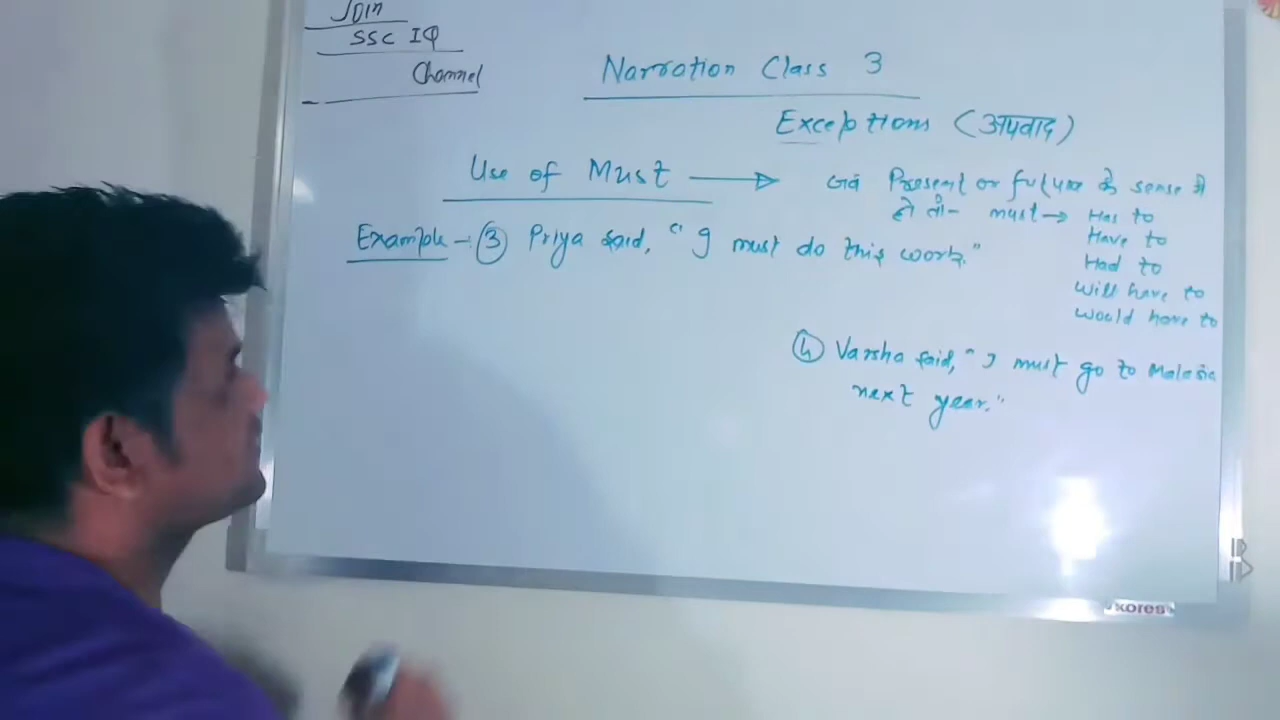 Join
SSC IQ
Channel
Narration Class 3
Exceptions (अपवाद)
Use of Must → जब Present or future के sense में
हो तो- must→ Has to
Have to
Had to
Will have to
Would have to
Example -: ③ Priya said, "I must do this work."
④ Varsha said, "I must go to Malasia
next year."
kores